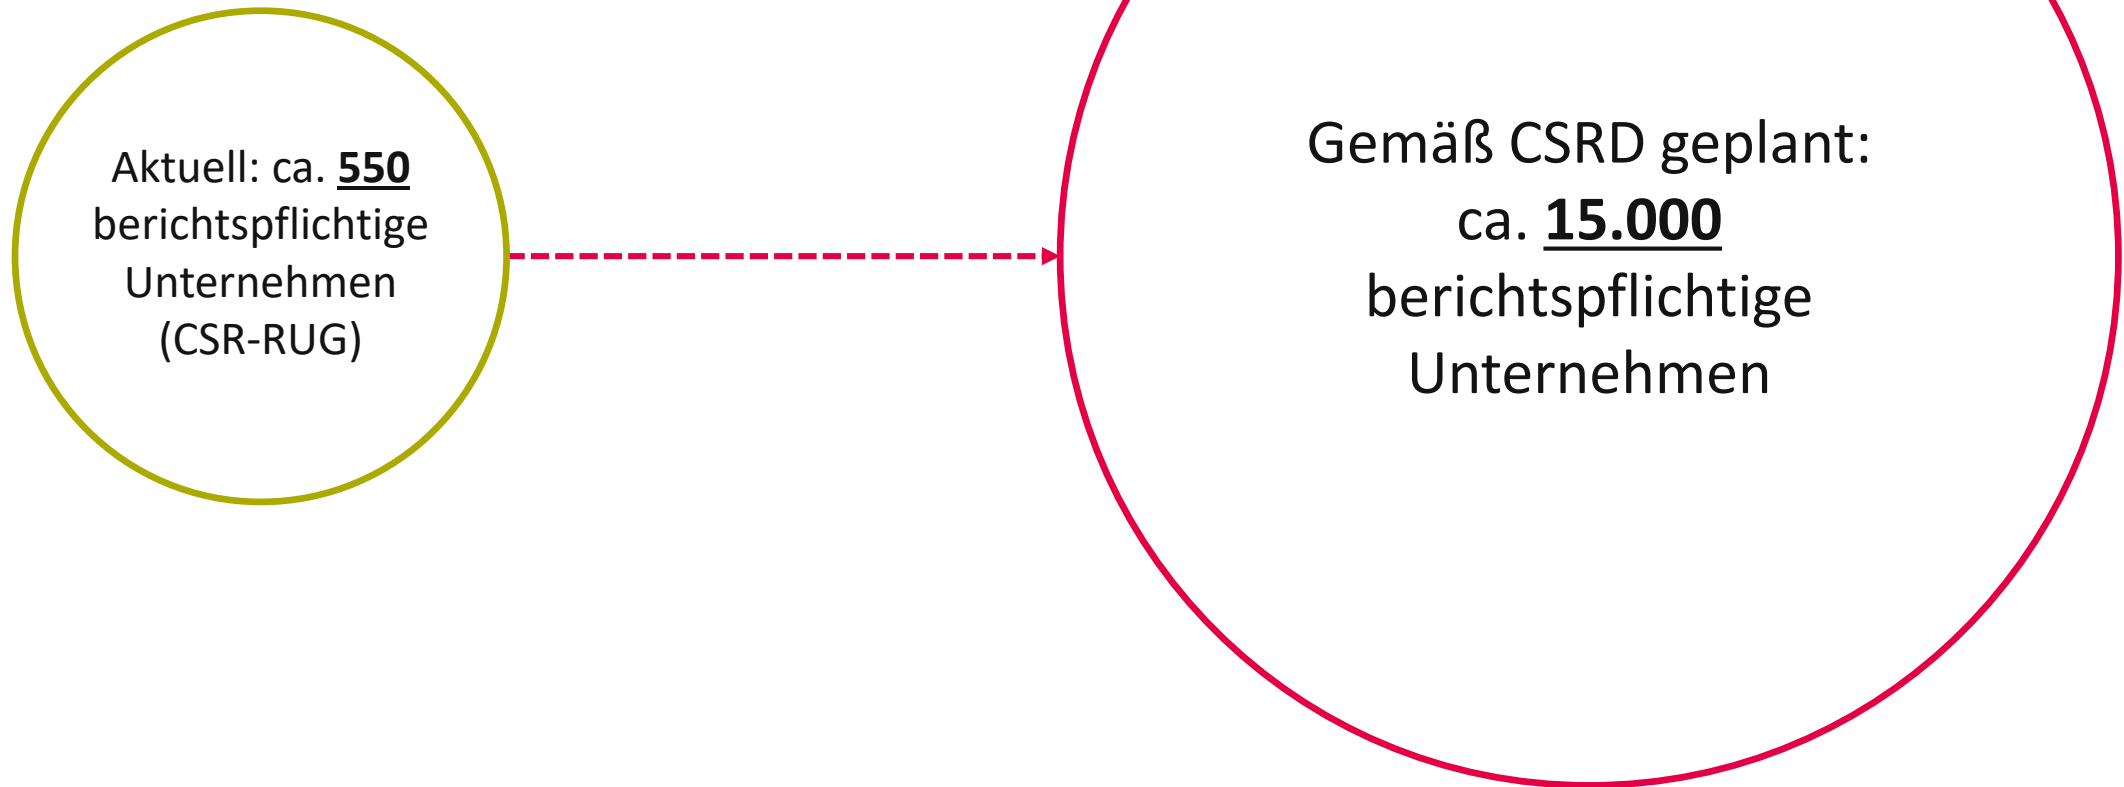 Aktuell: ca. 550
berichtspflichtige
Unternehmen
(CSR-RUG)
Gemäß CSRD geplant:
ca. 15.000
berichtspflichtige
Unternehmen